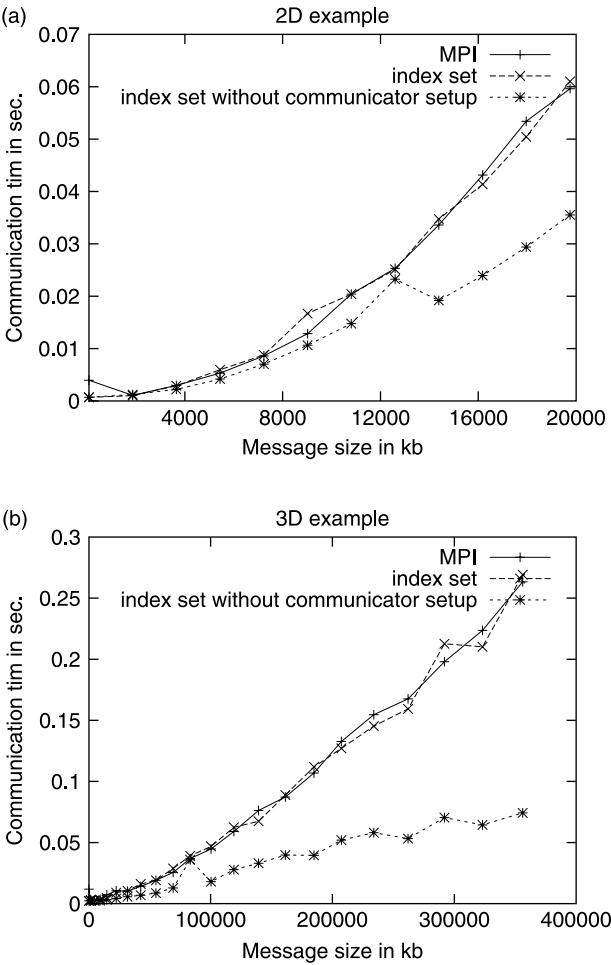 (a)
2D example
0.07
0.06
0.05
0.04
0.03
0.02
0.01
0
Communication tim in sec.
MPI
index set
index set without communicator setup
4000
8000
12000
16000
20000
Message size in kb
(b)
3D example
0.3
0.25
0.2
0.15
0.1
0.05
0
Communication tim in sec.
MPI
index set
index set without communicator setup
0
100000
200000
300000
400000
Message size in kb